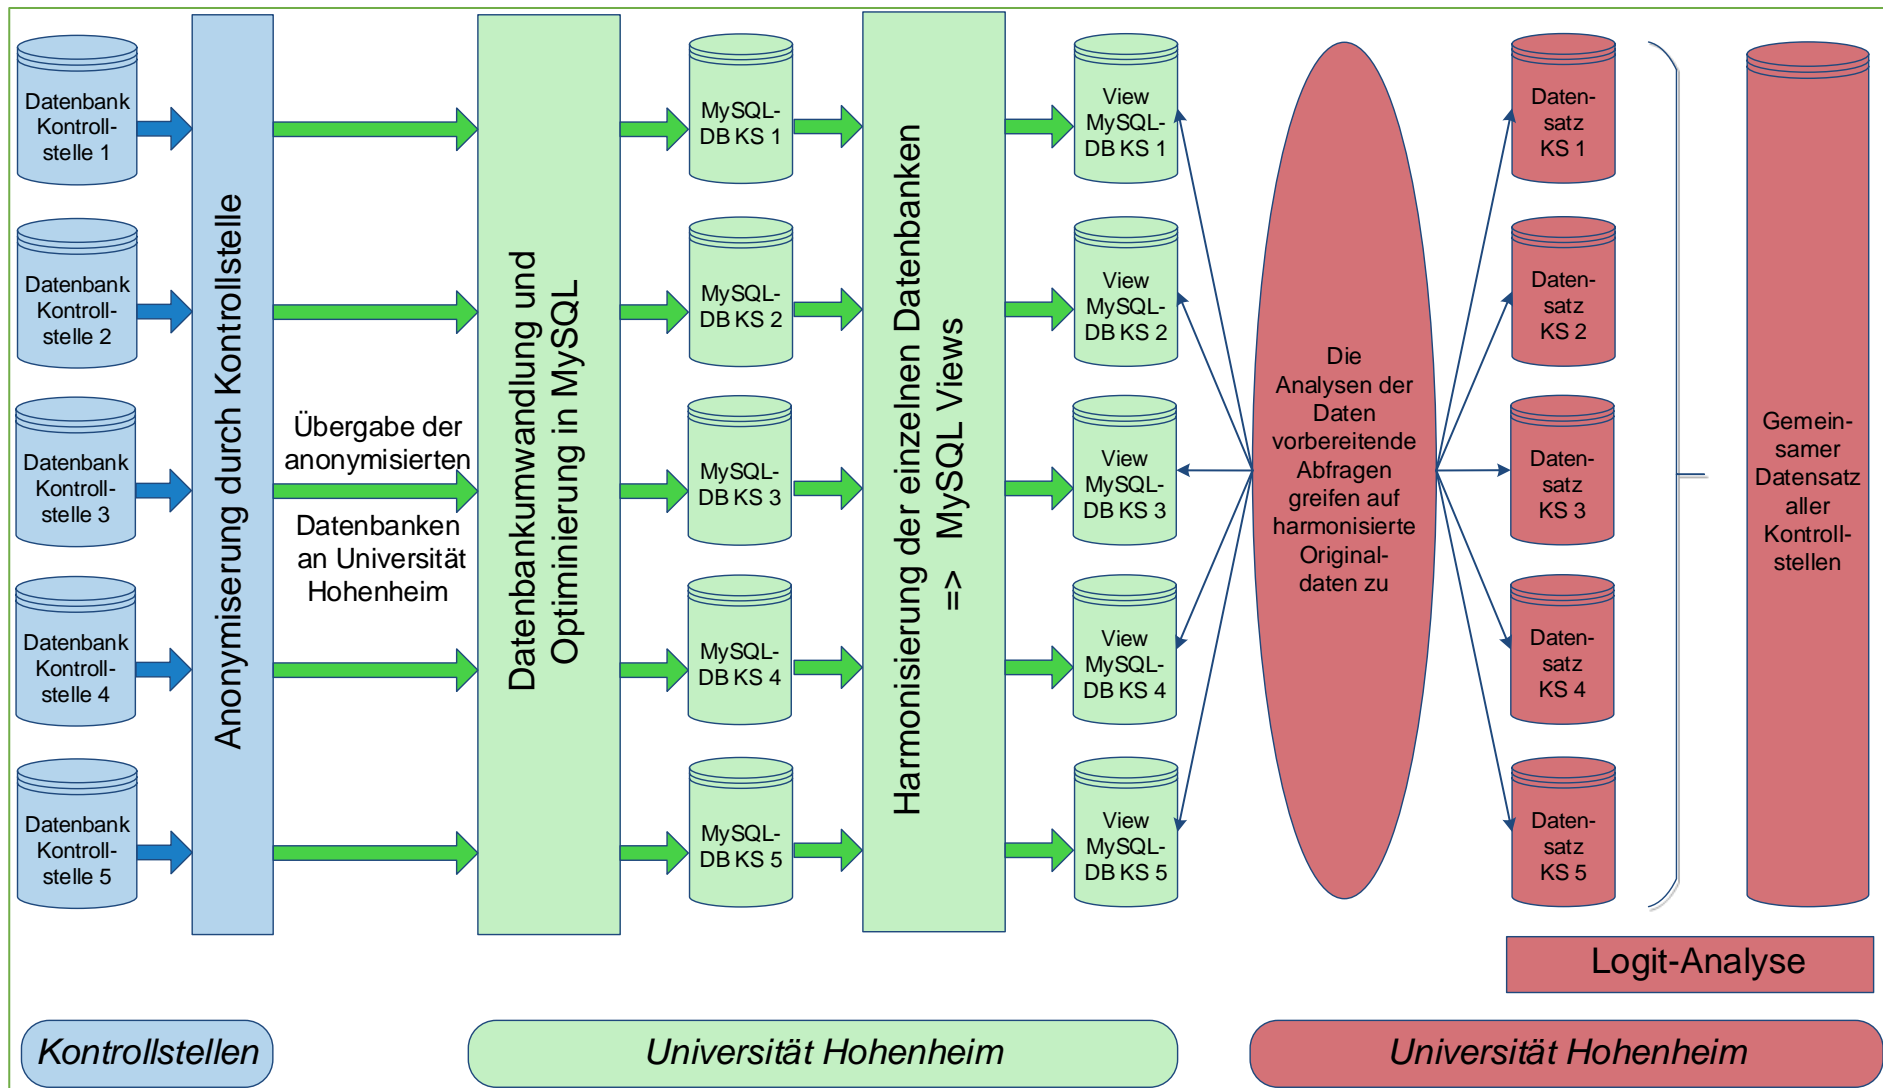 Datenbank
Kontroll-
stelle 1
Datenbank
Kontroll-
stelle 2
Datenbank
Kontroll-
stelle 3
Datenbank
Kontroll-
stelle 4
Datenbank
Kontroll-
stelle 5
Anonymiserung durch Kontrollstelle
Übergabe der
anonymisierten
Datenbanken
an Universität
Hohenheim
Datenbankumwandlung und
Optiminierung in MySQL
MySQL-
DB KS 1
MySQL-
DB KS 2
MySQL-
DB KS 3
MySQL-
DB KS 4
MySQL-
DB KS 5
Harmonisierung der einzelnen Datenbanken
=> MySQL Views
View
MySQL-
DB KS 1
View
MySQL-
DB KS 2
View
MySQL-
DB KS 3
View
MySQL-
DB KS 4
View
MySQL-
DB KS 5
Die
Analysen der
Daten
vorbereitende
Abfragen
greifen auf
harmonisierte
Original-
daten zu
Daten-
satz
KS 1
Daten-
satz
KS 2
Daten-
satz
KS 3
Daten-
satz
KS 4
Daten-
satz
KS 5
Gemein-
samer
Datensatz
aller
Kontroll-
stellen
Logit-Analyse
Kontrollstellen
Universität Hohenheim
Universität Hohenheim